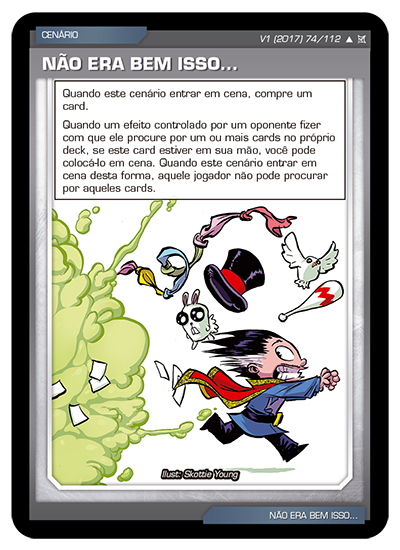 CENÁRIO
V1 (2017) 74/112 ▲
NÃO ERA BEM ISSO...
Quando este cenário entrar em cena, compre um
card.
Quando um efeito controlado por um oponente fizer
com que ele procure por um ou mais cards no próprio
deck, se este card estiver em sua mão, você pode
colocá-lo em cena. Quando este cenário entrar em
cena desta forma, aquele jogador não pode procurar
por aqueles cards.
Ilust: Skottie Young
NÃO ERA BEM ISSO...